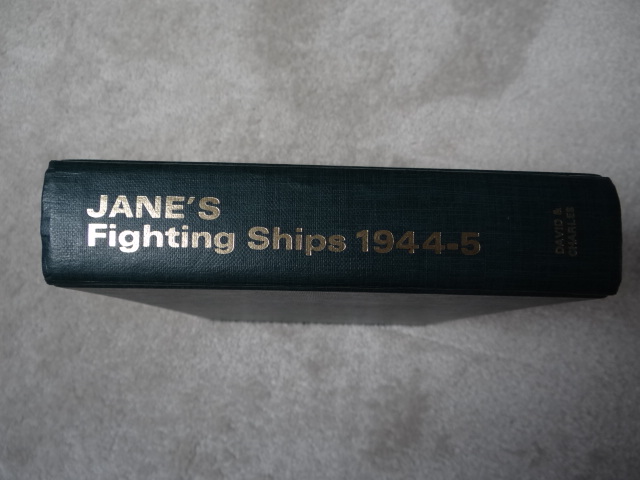 JANE'S
Fighting Ships 1944-5
DAVID &
CHARLES